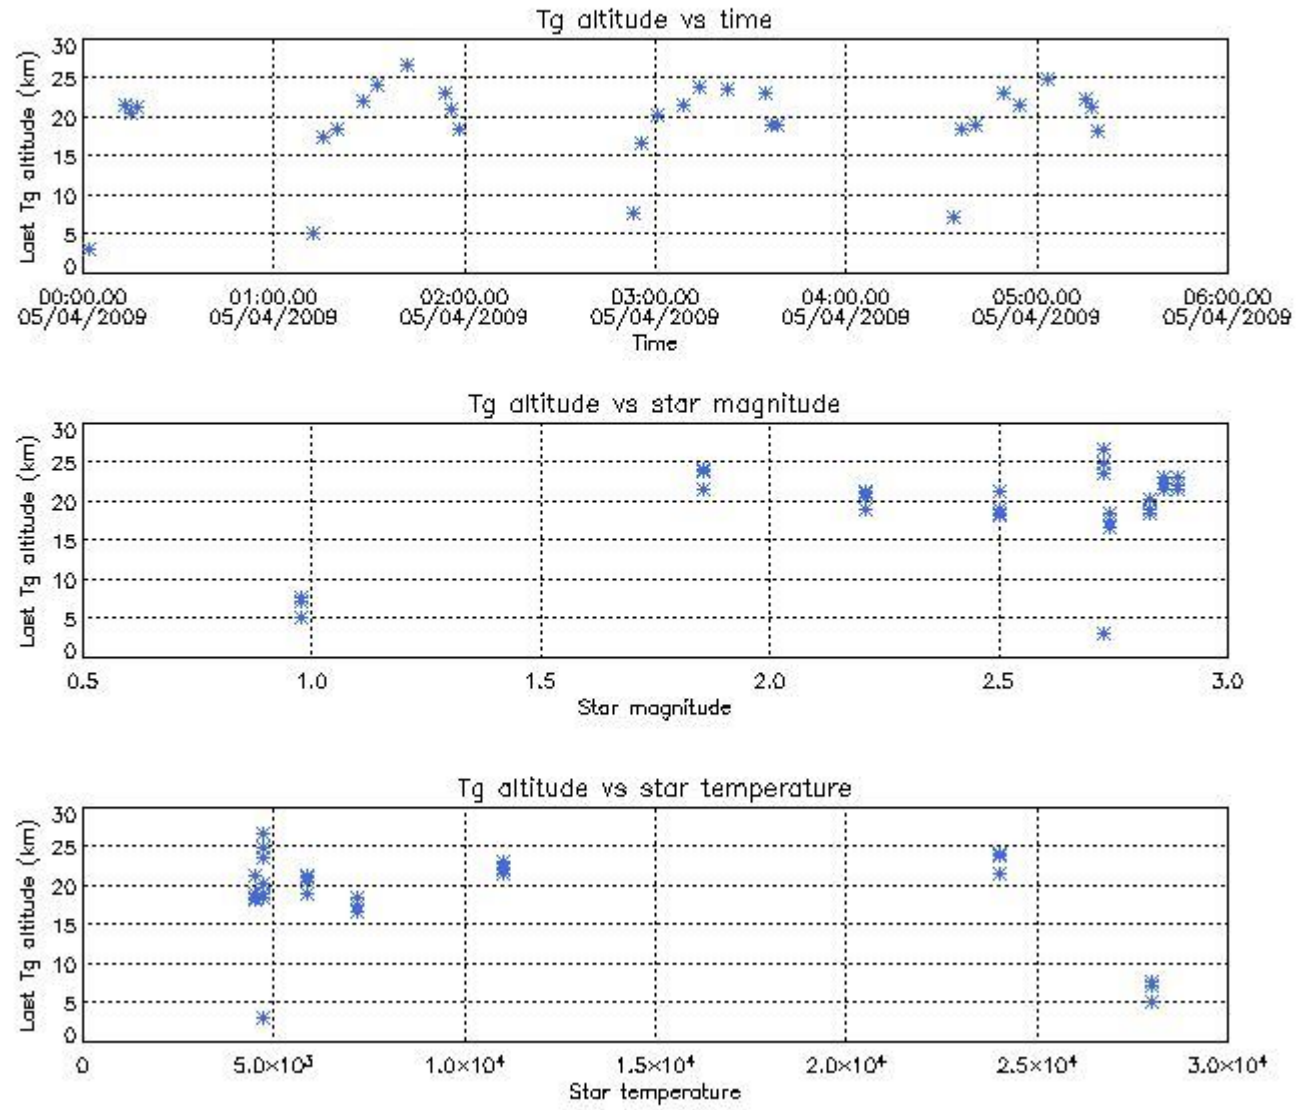 Tg altitude vs time
Last Tg altitude (km)
30
25
20
15
10
5
0
00:00.00 01:00.00 02:00.00 03:00.00 04:00.00 05:00.00 06:00.00
05/04/2009 05/04/2009 05/04/2009 05/04/2009 05/04/2009 05/04/2009 05/04/2009
Time
Tg altitude vs star magnitude
Last Tg altitude (km)
30
25
20
15
10
5
0
0.5 1.0 1.5 2.0 2.5 3.0
Star magnitude
Tg altitude vs star temperature
Last Tg altitude (km)
30
25
20
15
10
5
0
0 5.0×10³ 1.0×10⁴ 1.5×10⁴ 2.0×10⁴ 2.5×10⁴ 3.0×10⁴
Star temperature